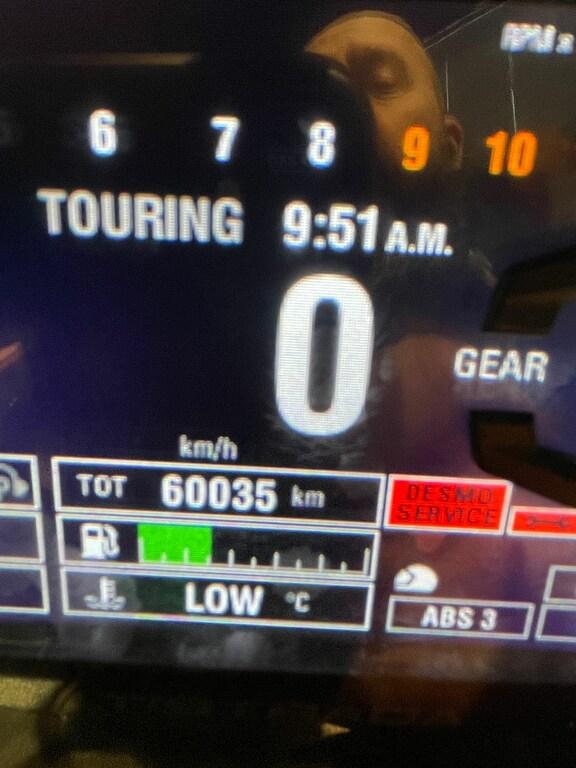 RPM x
6 7 8 9 10
TOURING 9:51 A.M.
0
GEAR
km/h
TOT 60035 km
DESMO
SERVICE
LOW °C
ABS 3